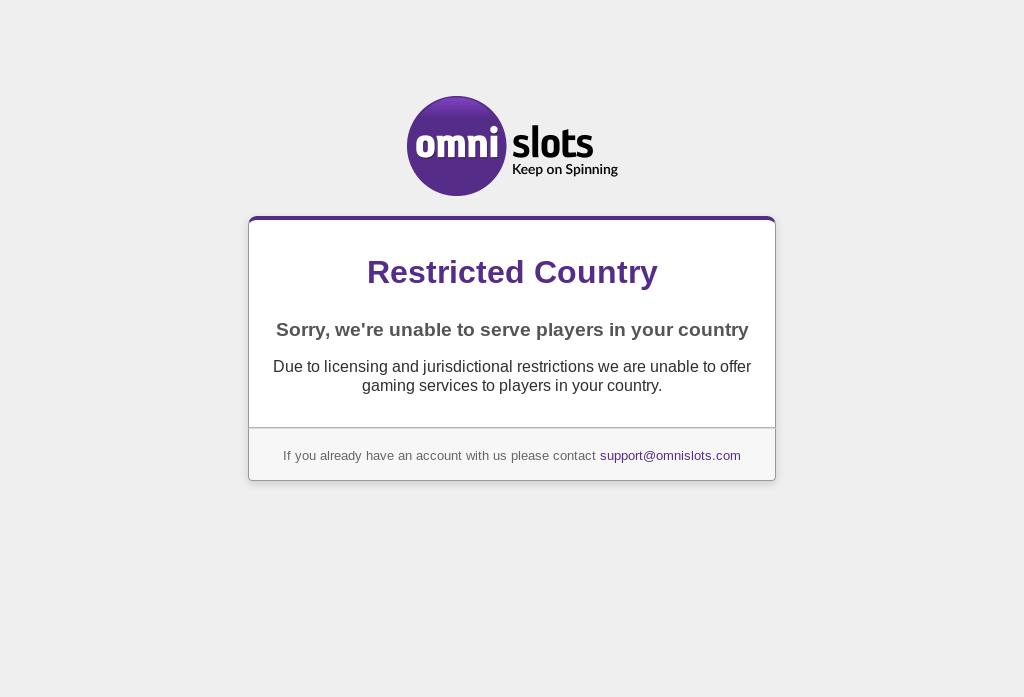 omni slots
Keep on Spinning
Restricted Country
Sorry, we're unable to serve players in your country
Due to licensing and jurisdictional restrictions we are unable to offer
gaming services to players in your country.
If you already have an account with us please contact support@omnislots.com